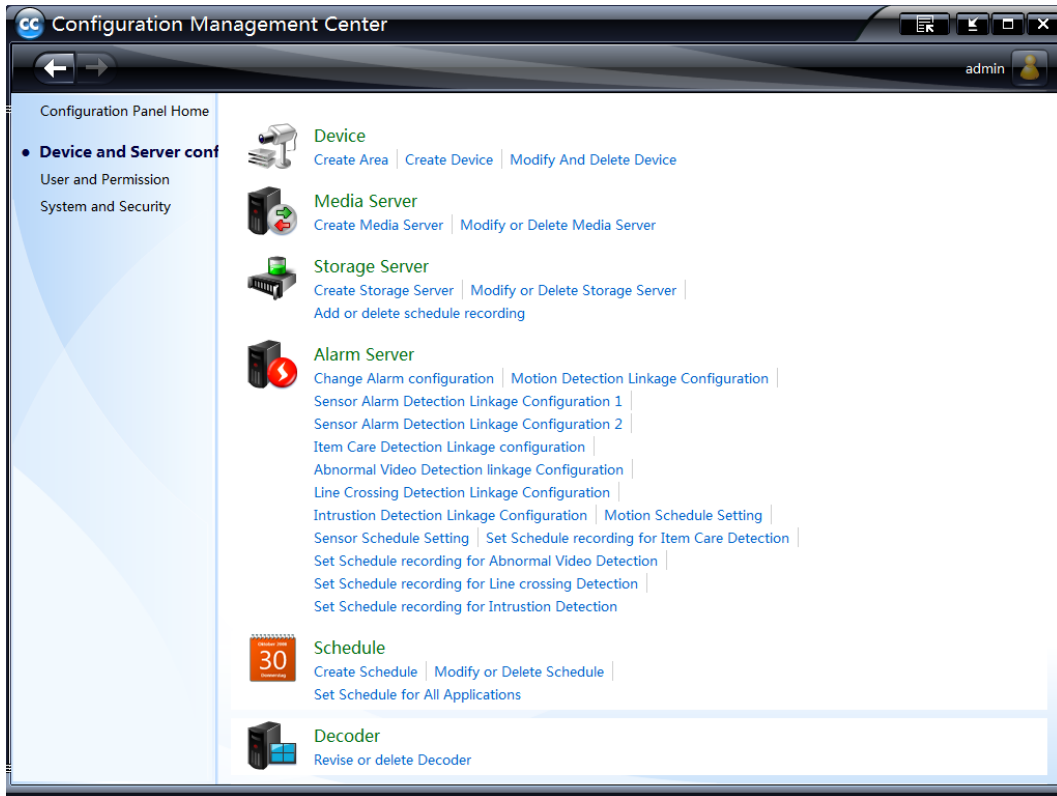 CC Configuration Management Center
admin
Configuration Panel Home
Device and Server conf
User and Permission
System and Security
Device
Create Area Create Device Modify And Delete Device
Media Server
Create Media Server Modify or Delete Media Server
Storage Server
Create Storage Server Modify or Delete Storage Server
Add or delete schedule recording
Alarm Server
Change Alarm configuration Motion Detection Linkage Configuration
Sensor Alarm Detection Linkage Configuration 1
Sensor Alarm Detection Linkage Configuration 2
Item Care Detection Linkage configuration
Abnormal Video Detection linkage Configuration
Line Crossing Detection Linkage Configuration
Intrustion Detection Linkage Configuration Motion Schedule Setting
Sensor Schedule Setting Set Schedule recording for Item Care Detection
Set Schedule recording for Abnormal Video Detection
Set Schedule recording for Line crossing Detection
Set Schedule recording for Intrustion Detection
30
Schedule
Create Schedule Modify or Delete Schedule
Set Schedule for All Applications
Decoder
Revise or delete Decoder